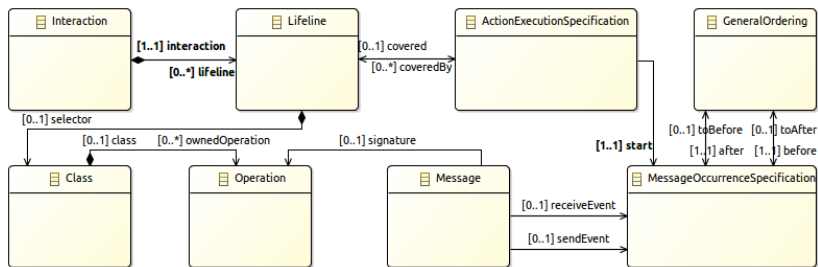 Interaction
Lifeline
ActionExecutionSpecification
GeneralOrdering
[1..1] interaction
[0..*] lifeline
[0..1] covered
[0..*] coveredBy
[0..1] selector
[0..1] class
[0..*] ownedOperation
[0..1] signature
[1..1] start
[0..1] toBefore
[0..1] toAfter
[1..1] after
[1..1] before
Class
Operation
Message
MessageOccurrenceSpecification
[0..1] receiveEvent
[0..1] sendEvent